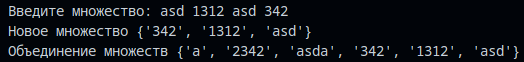 Введите множество: asd 1312 asd 342
Новое множество {'342', '1312', 'asd'}
Объединение множеств {'a', '2342', 'asda', '342', '1312', 'asd'}